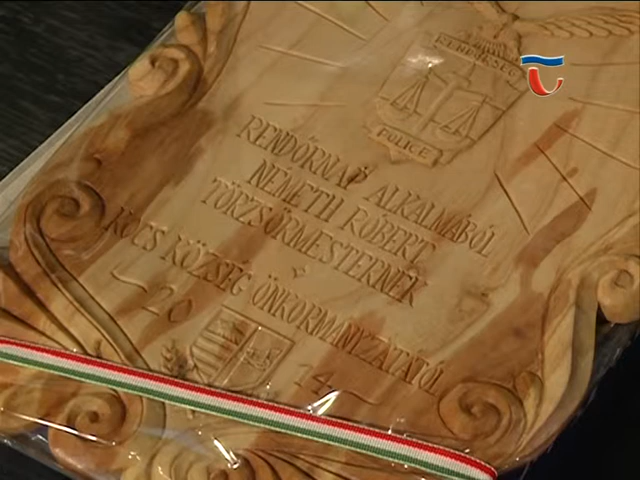 RENDŐRSÉG
POLICE
RENDŐRNAP ALKALMÁBÓL
NÉMETH RÓBERT
TÖRZSŐRMESTERNEK
KOCS KÖZSÉG ÖNKORMÁNYZATÁTÓL
~20 14~